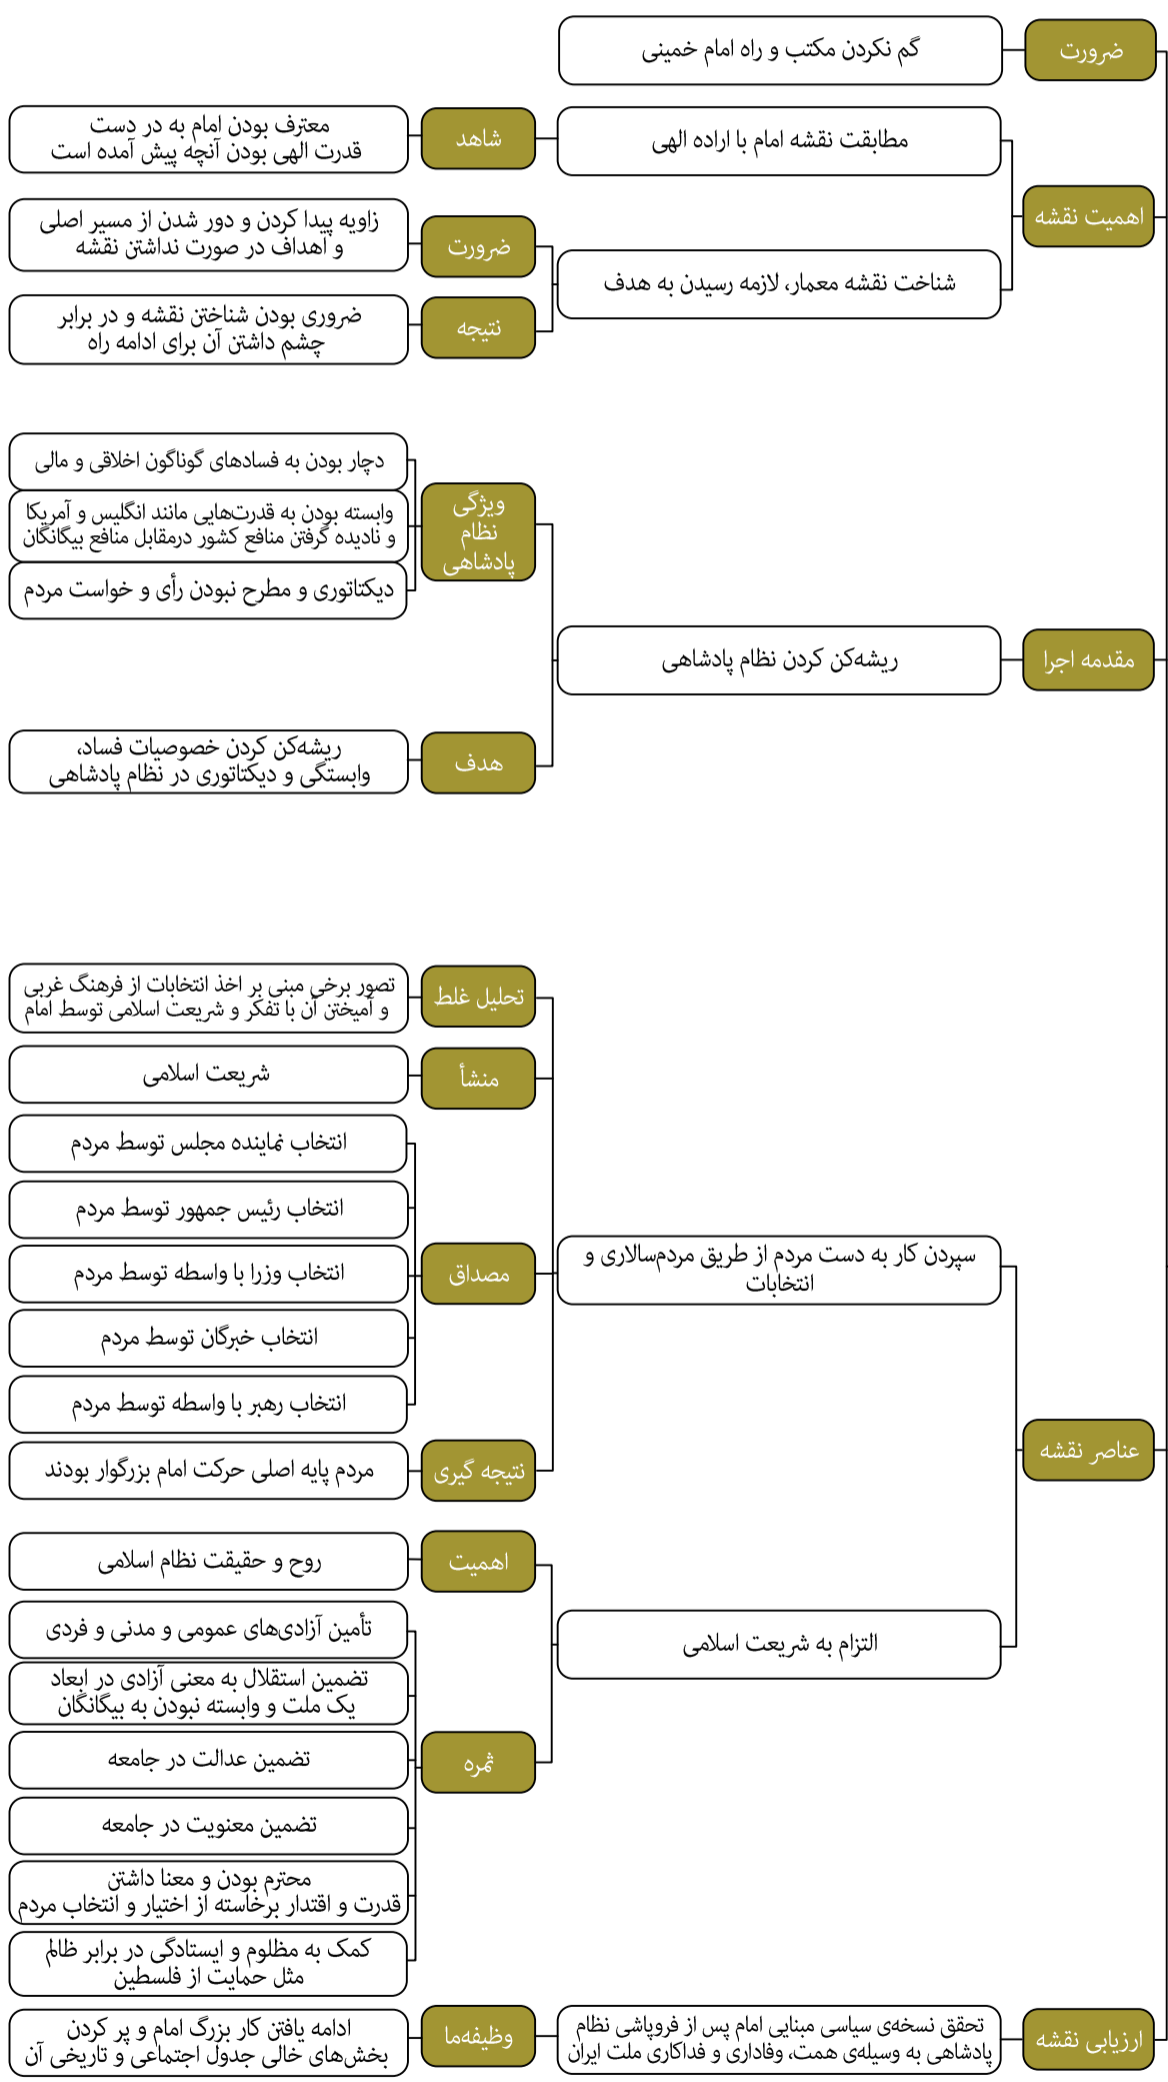 ضرورت
گم نکردن مکتب و راه امام خمینی
اهمیت نقشه
مطابقت نقشه امام با اراده الهی
شاهد
معترف بودن امام به در دست
قدرت الهی بودن آنچه پیش آمده است
شناخت نقشه معمار، لازمه رسیدن به هدف
ضرورت
زاویه پیدا کردن و دور شدن از مسیر اصلی
و اهداف در صورت نداشتن نقشه
نتیجه
ضروری بودن شناختن نقشه و در برابر
چشم داشتن آن برای ادامه راه
مقدمه اجرا
ریشه‌کن کردن نظام پادشاهی
ویژگی
نظام
پادشاهی
دچار بودن به فسادهای گوناگون اخلاقی و مالی
وابسته بودن به قدرت‌هایی مانند انگلیس و آمریکا
و نادیده گرفتن منافع کشور درمقابل منافع بیگانگان
دیکتاتوری و مطرح نبودن رأی و خواست مردم
هدف
ریشه‌کن کردن خصوصیات فساد،
وابستگی و دیکتاتوری در نظام پادشاهی
عناصر نقشه
سپردن کار به دست مردم از طریق مردم‌سالاری و
انتخابات
تحلیل غلط
تصور برخی مبنی بر اخذ انتخابات از فرهنگ غربی
و آمیختن آن با تفکر و شریعت اسلامی توسط امام
منشأ
شریعت اسلامی
مصداق
انتخاب نماینده مجلس توسط مردم
انتخاب رئیس جمهور توسط مردم
انتخاب وزرا با واسطه توسط مردم
انتخاب خبرگان توسط مردم
انتخاب رهبر با واسطه توسط مردم
نتیجه گیری
مردم پایه اصلی حرکت امام بزرگوار بودند
التزام به شریعت اسلامی
اهمیت
روح و حقیقت نظام اسلامی
ثمره
تأمین آزادی‌های عمومی و مدنی و فردی
تضمین استقلال به معنی آزادی در ابعاد
یک ملت و وابسته نبودن به بیگانگان
تضمین عدالت در جامعه
تضمین معنویت در جامعه
محترم بودن و معنا داشتن
قدرت و اقتدار برخاسته از اختیار و انتخاب مردم
کمک به مظلوم و ایستادگی در برابر ظالم
مثل حمایت از فلسطین
ارزیابی نقشه
تحقق نسخه‌ی سیاسی مبنایی امام پس از فروپاشی نظام
پادشاهی به وسیله‌ی همت، وفاداری و فداکاری ملت ایران
وظیفه‌ما
ادامه یافتن کار بزرگ امام و پر کردن
بخش‌های خالی جدول اجتماعی و تاریخی آن